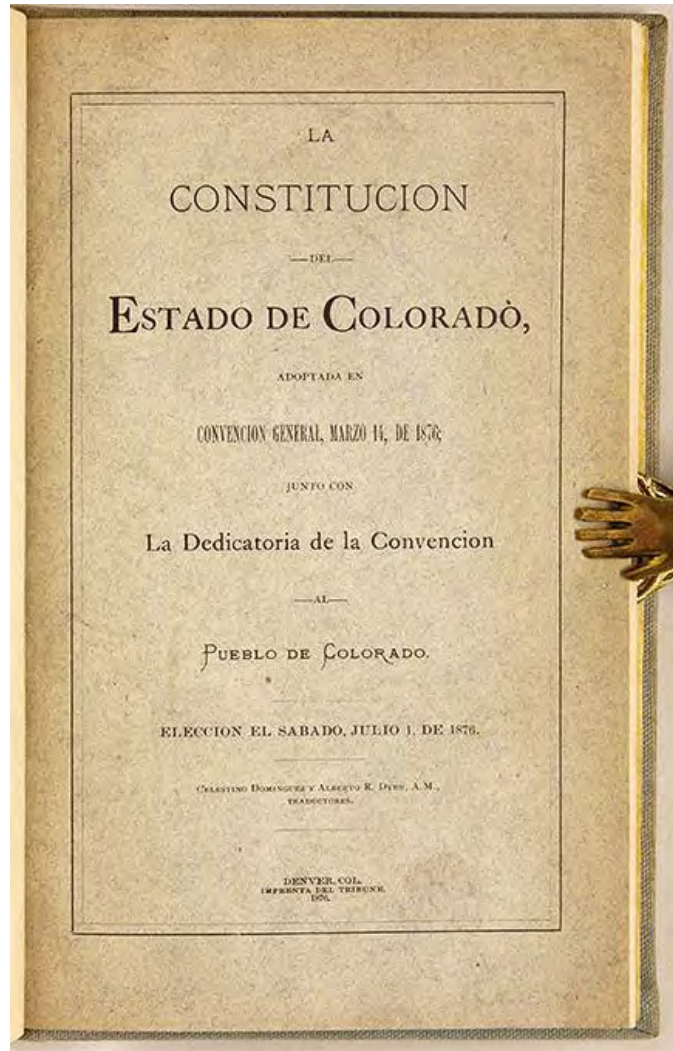 LA
CONSTITUCION
—DEL—
ESTADO DE COLORADÒ,
ADOPTADA EN
CONVENCION GENERAL, MARZO 14, DE 1876;
JUNTO CON
La Dedicatoria de la Convencion
—AL—
PUEBLO DE COLORADO.
ELECCION EL SABADO, JULIO 1, DE 1876.
CELESTINO DOMINGUEZ Y ALBERTO R. DYER, A. M.,
TRADUCTORES.
DENVER, COL.
IMPRENTA DEL TRIBUNE.
1876.